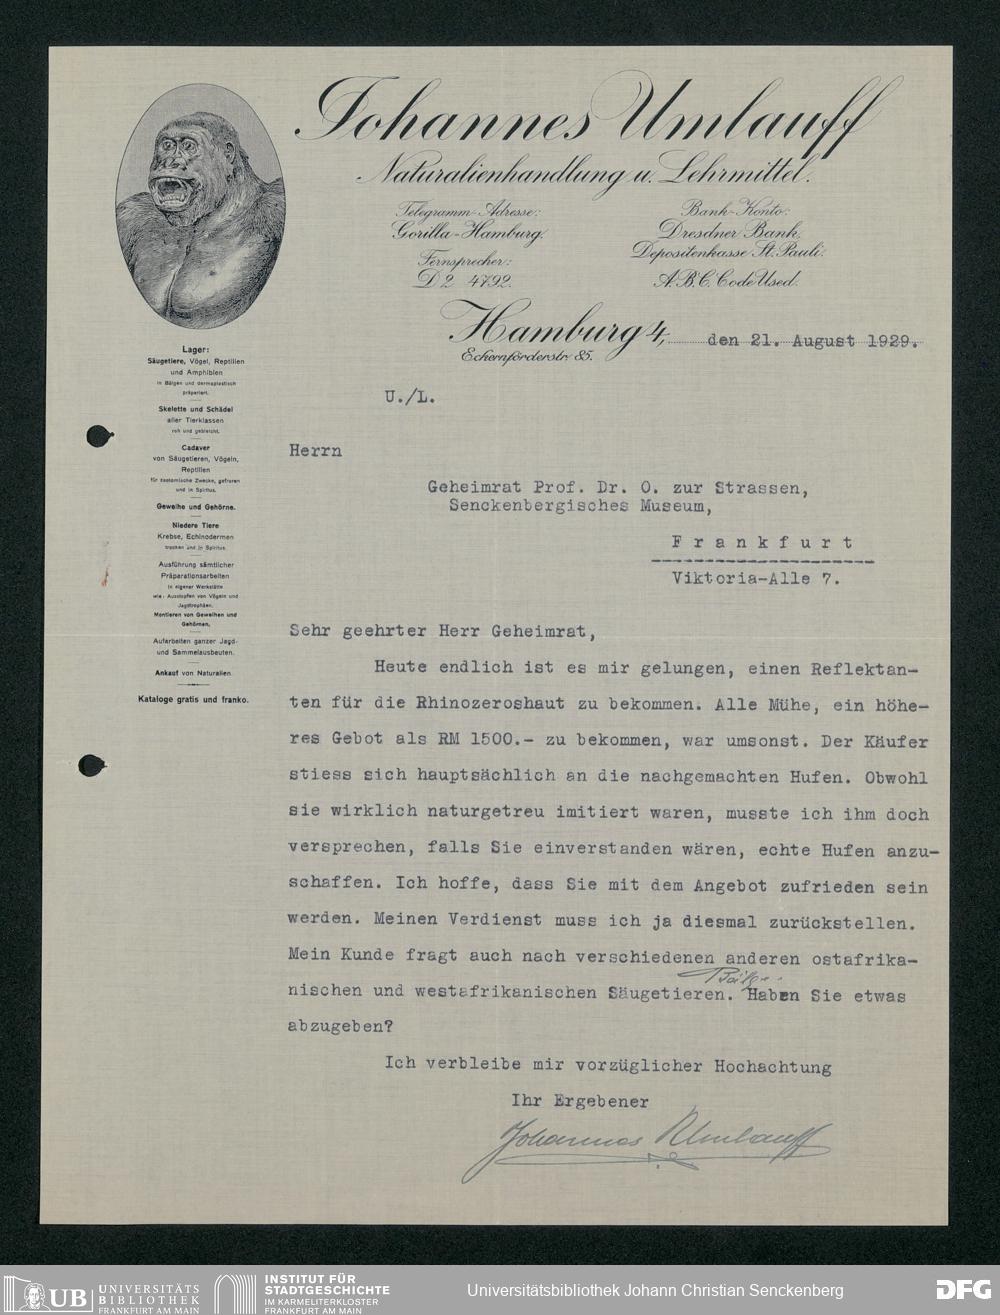 Johannes Umlauff
Naturalienhandlung u. Lehrmittel.
Telegramm-Adresse:
Gorilla-Hamburg.
Fernsprecher:
D2 4792.
Bank-Konto:
Dresdner Bank.
Depositenkasse St. Pauli.
A.B.C. Code Used.
Hamburg 4, den 21. August 1929.
Eckernförderstr. 85.
Lager:
Säugetiere, Vögel, Reptilien
und Amphibien
in Bälgen und dermoplastisch
präpariert.
Skelette und Schädel
aller Tierklassen
roh und gebleicht.
Cadaver
von Säugetieren, Vögeln,
Reptilien
für zootomische Zwecke, gefroren
und in Spiritus.
Geweihe und Gehörne.
Niedere Tiere
Krebse, Echinodermen
trocken und in Spiritus.
Ausführung sämtlicher
Präparationsarbeiten
in eigener Werkstätte
wie: Ausstopfen von Vögeln und
Jagdtrophäen.
Montieren von Geweihen und
Gehörnen.
Aufarbeiten ganzer Jagd-
und Sammelausbeuten.
Ankauf von Naturalien.
Kataloge gratis und franko.
U./L.
Herrn
Geheimrat Prof. Dr. O. zur Strassen,
Senckenbergisches Museum,
Frankfurt
Viktoria-Alle 7.
Sehr geehrter Herr Geheimrat,
Heute endlich ist es mir gelungen, einen Reflektan-
ten für die Rhinozeroshaut zu bekommen. Alle Mühe, ein höhe-
res Gebot als RM 1500.- zu bekommen, war umsonst. Der Käufer
stiess sich hauptsächlich an die nachgemachten Hufen. Obwohl
sie wirklich naturgetreu imitiert waren, musste ich ihm doch
versprechen, falls Sie einverstanden wären, echte Hufen anzu-
schaffen. Ich hoffe, dass Sie mit dem Angebot zufrieden sein
werden. Meinen Verdienst muss ich ja diesmal zurückstellen.
Mein Kunde fragt auch nach verschiedenen anderen ostafrika-
nischen und westafrikanischen Säugetieren. Haben Sie etwas
abzugeben?
Ich verbleibe mir vorzüglicher Hochachtung
Ihr Ergebener
Johannes Umlauff
UB UNIVERSITÄTS
BIBLIOTHEK
FRANKFURT AM MAIN
INSTITUT FÜR
STADTGESCHICHTE
IM KARMELITERKLOSTER
FRANKFURT AM MAIN
Universitätsbibliothek Johann Christian Senckenberg
DFG